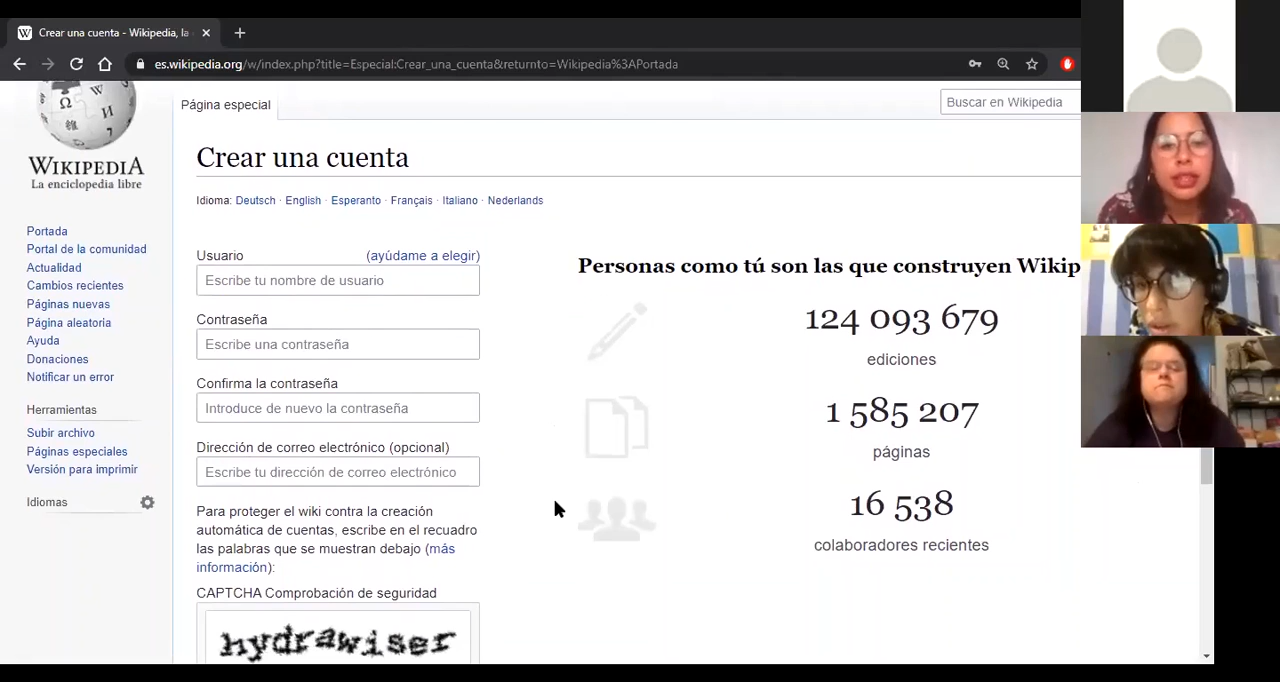 Crear una cuenta - Wikipedia, la
es.wikipedia.org/w/index.php?title=Especial:Crear_una_cuenta&returnto=Wikipedia%3APortada
Página especial
Buscar en Wikipedia
WIKIPEDIA
La enciclopedia libre
Portada
Portal de la comunidad
Actualidad
Cambios recientes
Páginas nuevas
Página aleatoria
Ayuda
Donaciones
Notificar un error
Herramientas
Subir archivo
Páginas especiales
Versión para imprimir
Idiomas
Crear una cuenta
Idioma: Deutsch | English | Esperanto | Français | Italiano | Nederlands
Usuario (ayúdame a elegir)
Escribe tu nombre de usuario
Contraseña
Escribe una contraseña
Confirma la contraseña
Introduce de nuevo la contraseña
Dirección de correo electrónico (opcional)
Escribe tu dirección de correo electrónico
Para proteger el wiki contra la creación
automática de cuentas, escribe en el recuadro
las palabras que se muestran debajo (más
información):
CAPTCHA Comprobación de seguridad
hydrawiser
Personas como tú son las que construyen Wikip
124 093 679
ediciones
1 585 207
páginas
16 538
colaboradores recientes